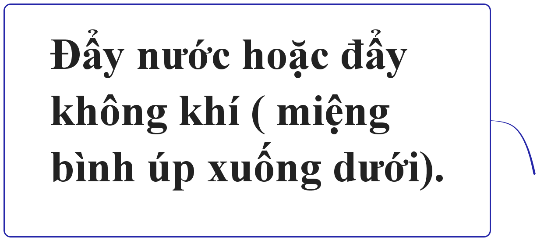 Đẩy nước hoặc đẩy
không khí ( miệng
bình úp xuống dưới).